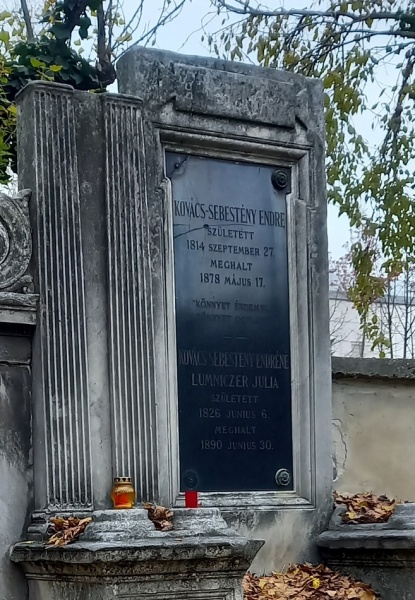 KOVÁCS-SEBESTÉNY ENDRE
SZÜLETETT
1814 SZEPTEMBER 27
MEGHALT
1878 MÁJUS 17.
"KÖNNYET
KOVÁCS-SEBESTÉNY ENDRÉNÉ
LUMNICZER JULIA
SZÜLETETT
1826 JUNIUS 6.
MEGHALT
1890 JUNIUS 30.